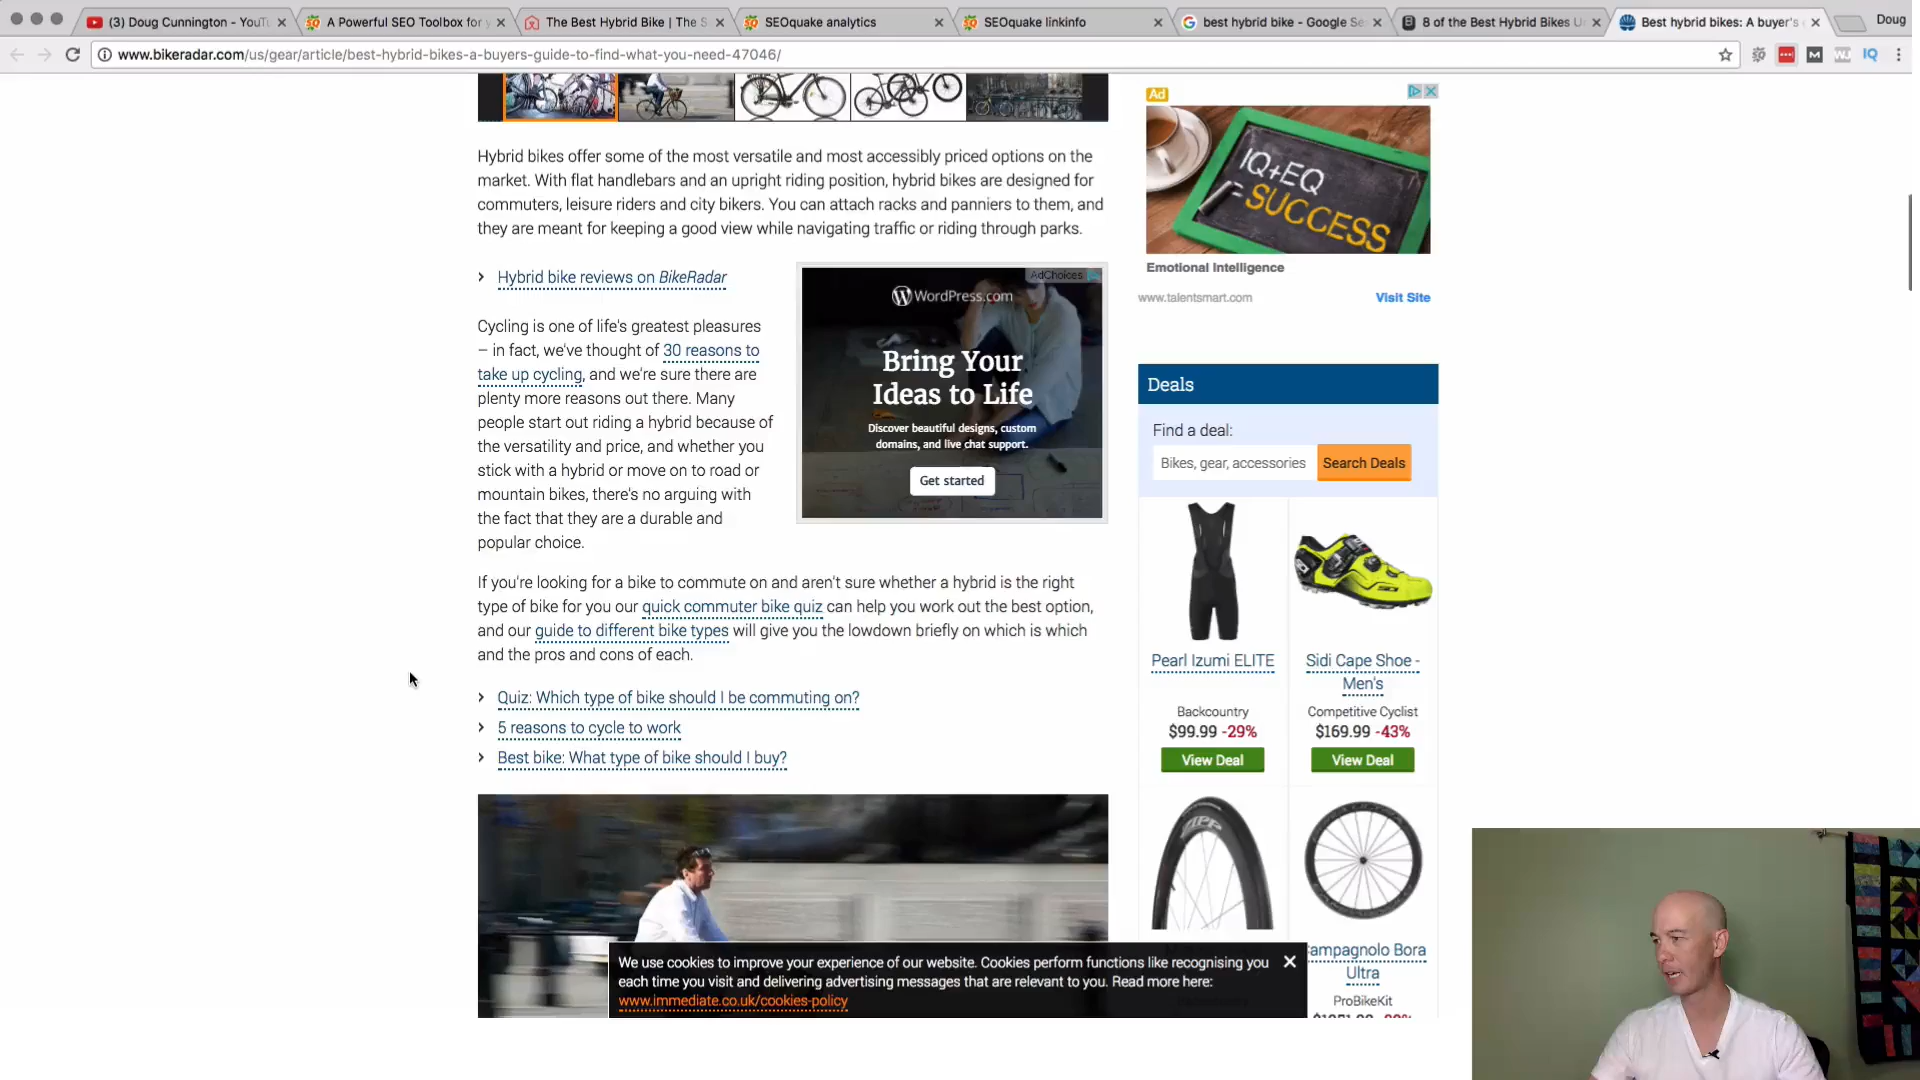 (3) Doug Cunnington - YouTu
A Powerful SEO Toolbox for y
The Best Hybrid Bike | The S
SEOquake analytics
SEOquake linkinfo
best hybrid bike - Google Se
8 of the Best Hybrid Bikes U
Best hybrid bikes: A buyer's
Doug
www.bikeradar.com/us/gear/article/best-hybrid-bikes-a-buyers-guide-to-find-what-you-need-47046/
IQ
Hybrid bikes offer some of the most versatile and most accessibly priced options on the
market. With flat handlebars and an upright riding position, hybrid bikes are designed for
commuters, leisure riders and city bikers. You can attach racks and panniers to them, and
they are meant for keeping a good view while navigating traffic or riding through parks.
› Hybrid bike reviews on BikeRadar
Cycling is one of life's greatest pleasures
– in fact, we've thought of 30 reasons to
take up cycling, and we're sure there are
plenty more reasons out there. Many
people start out riding a hybrid because of
the versatility and price, and whether you
stick with a hybrid or move on to road or
mountain bikes, there's no arguing with
the fact that they are a durable and
popular choice.
AdChoices
WordPress.com
Bring Your
Ideas to Life
Discover beautiful designs, custom
domains, and live chat support.
Get started
If you're looking for a bike to commute on and aren't sure whether a hybrid is the right
type of bike for you our quick commuter bike quiz can help you work out the best option,
and our guide to different bike types will give you the lowdown briefly on which is which
and the pros and cons of each.
› Quiz: Which type of bike should I be commuting on?
› 5 reasons to cycle to work
› Best bike: What type of bike should I buy?
We use cookies to improve your experience of our website. Cookies perform functions like recognising you
each time you visit and delivering advertising messages that are relevant to you. Read more here:
www.immediate.co.uk/cookies-policy
Ad
IQ+EQ
= SUCCESS
Emotional Intelligence
www.talentsmart.com
Visit Site
Deals
Find a deal:
Bikes, gear, accessories
Search Deals
Pearl Izumi ELITE
Backcountry
$99.99 -29%
View Deal
Sidi Cape Shoe -
Men's
Competitive Cyclist
$169.99 -43%
View Deal
ZIPP
Campagnolo Bora
Ultra
ProBikeKit